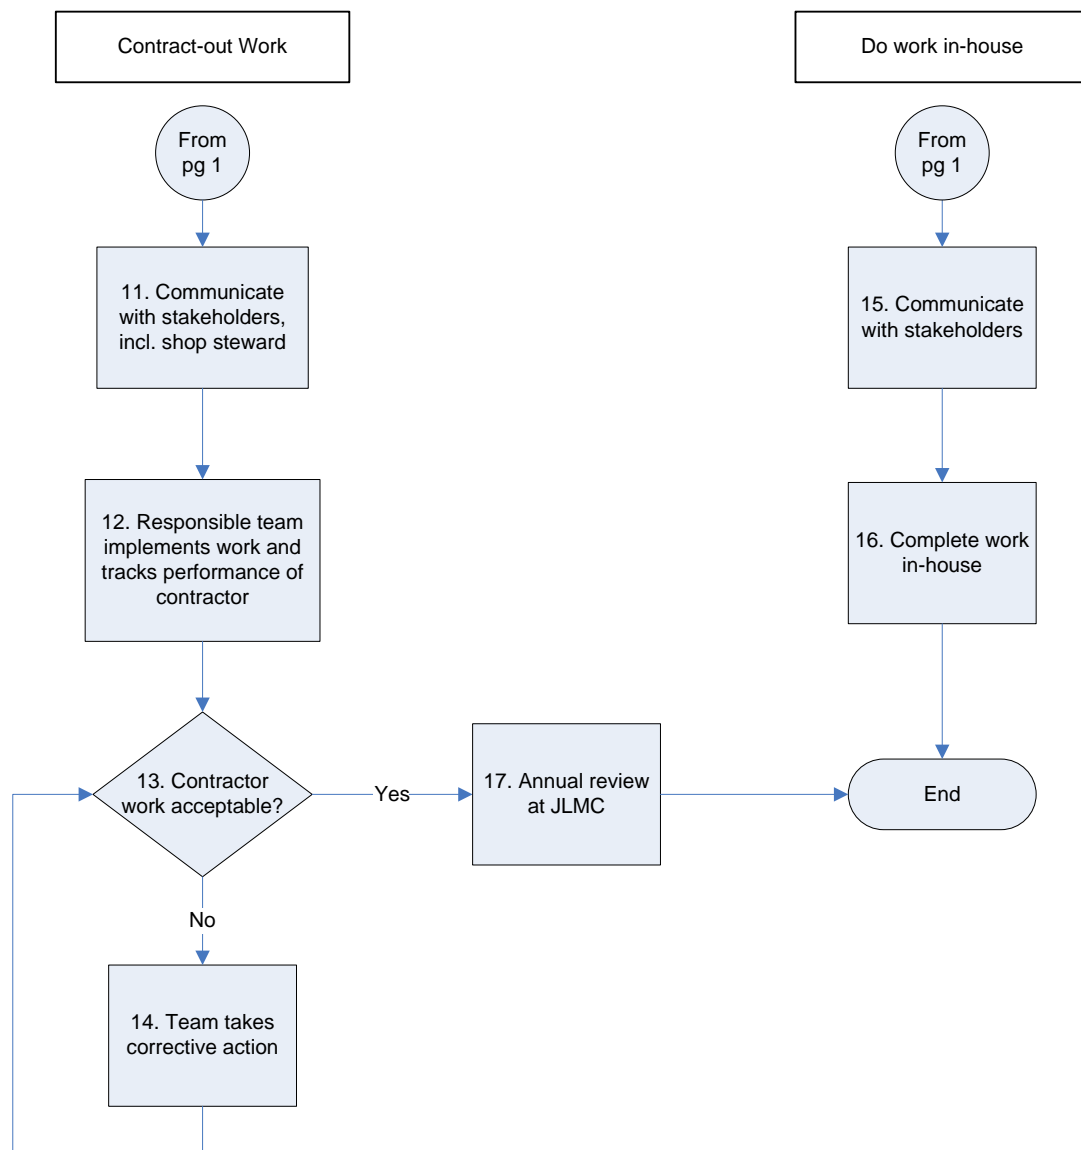 Contract-out Work
Do work in-house
From
pg 1
From
pg 1
11. Communicate
with stakeholders,
incl. shop steward
15. Communicate
with stakeholders
12. Responsible team
implements work and
tracks performance of
contractor
16. Complete work
in-house
13. Contractor
work acceptable?
Yes
17. Annual review
at JLMC
End
No
14. Team takes
corrective action